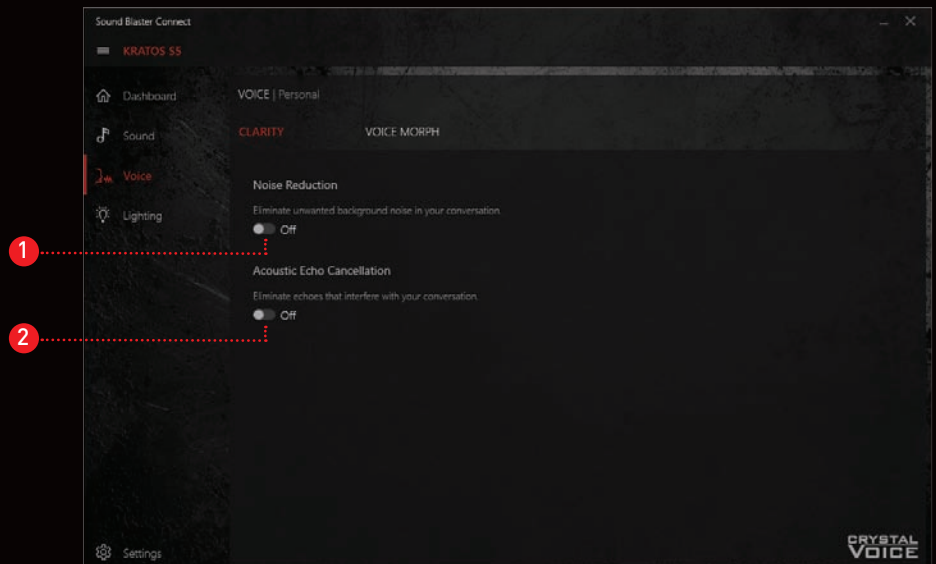 Sound Blaster Connect
KRATOS S5
Dashboard
Sound
Voice
Lighting
Settings
VOICE | Personal
CLARITY VOICE MORPH
Noise Reduction
Eliminate unwanted background noise in your conversation.
Off
1
Acoustic Echo Cancellation
Eliminate echoes that interfere with your conversation.
Off
2
CRYSTAL
VOICE